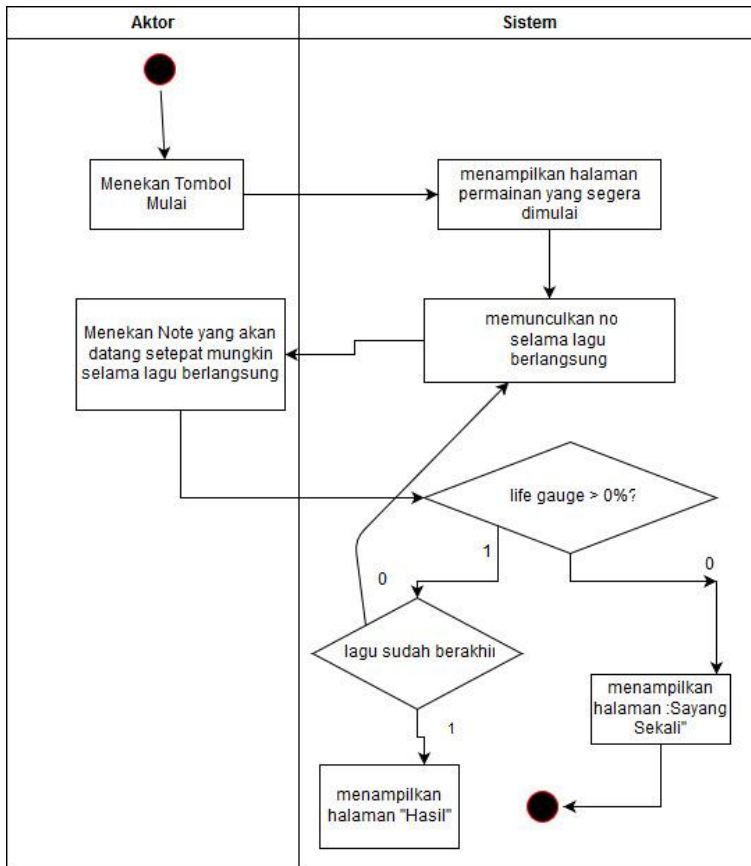 Aktor
Sistem
Menekan Tombol
Mulai
menampilkan halaman
permainan yang segera
dimulai
Menekan Note yang akan
datang setepat mungkin
selama lagu berlangsung
memunculkan no
selama lagu
berlangsung
life gauge > 0%?
1
0
0
lagu sudah berakhir
1
menampilkan
halaman :Sayang
Sekali"
menampilkan
halaman "Hasil"